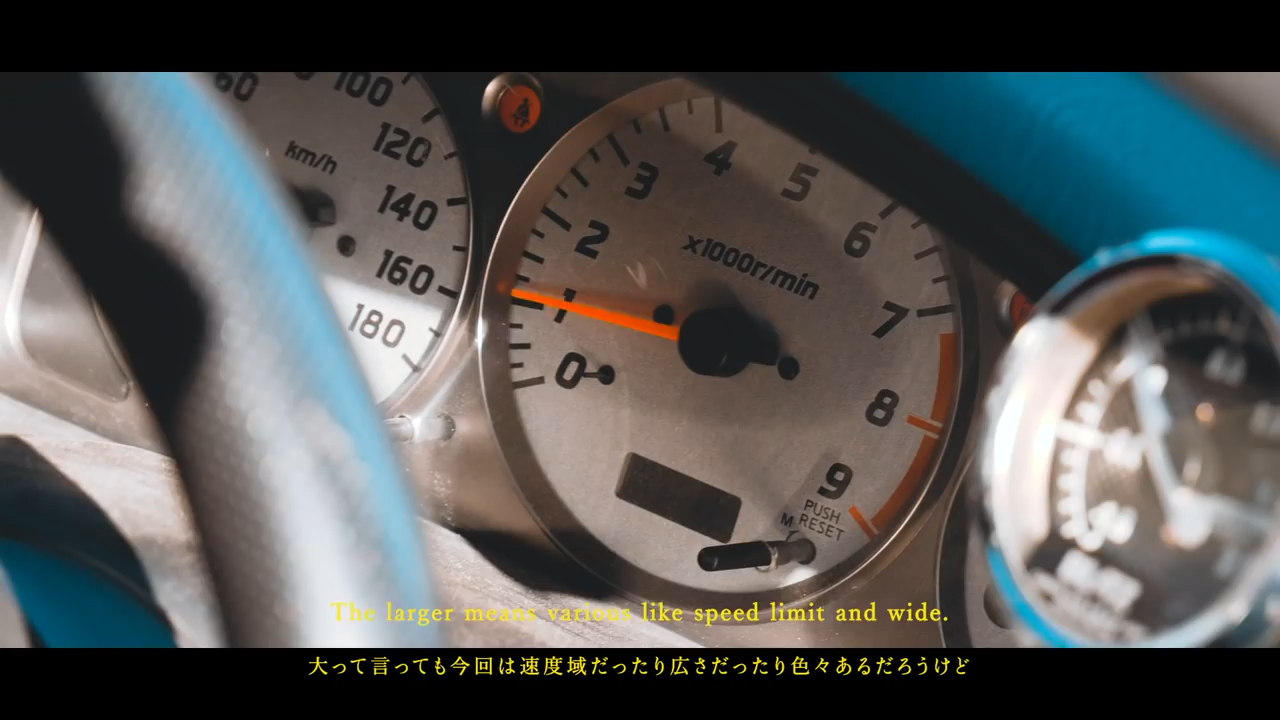 60
100
120
140
160
180
km/h
0
1
2
3
4
5
6
7
8
9
x1000r/min
PUSH
RESET
The larger means various like speed limit and wide.
大って言っても今回は速度域だったり広さだったり色々あるだろうけど